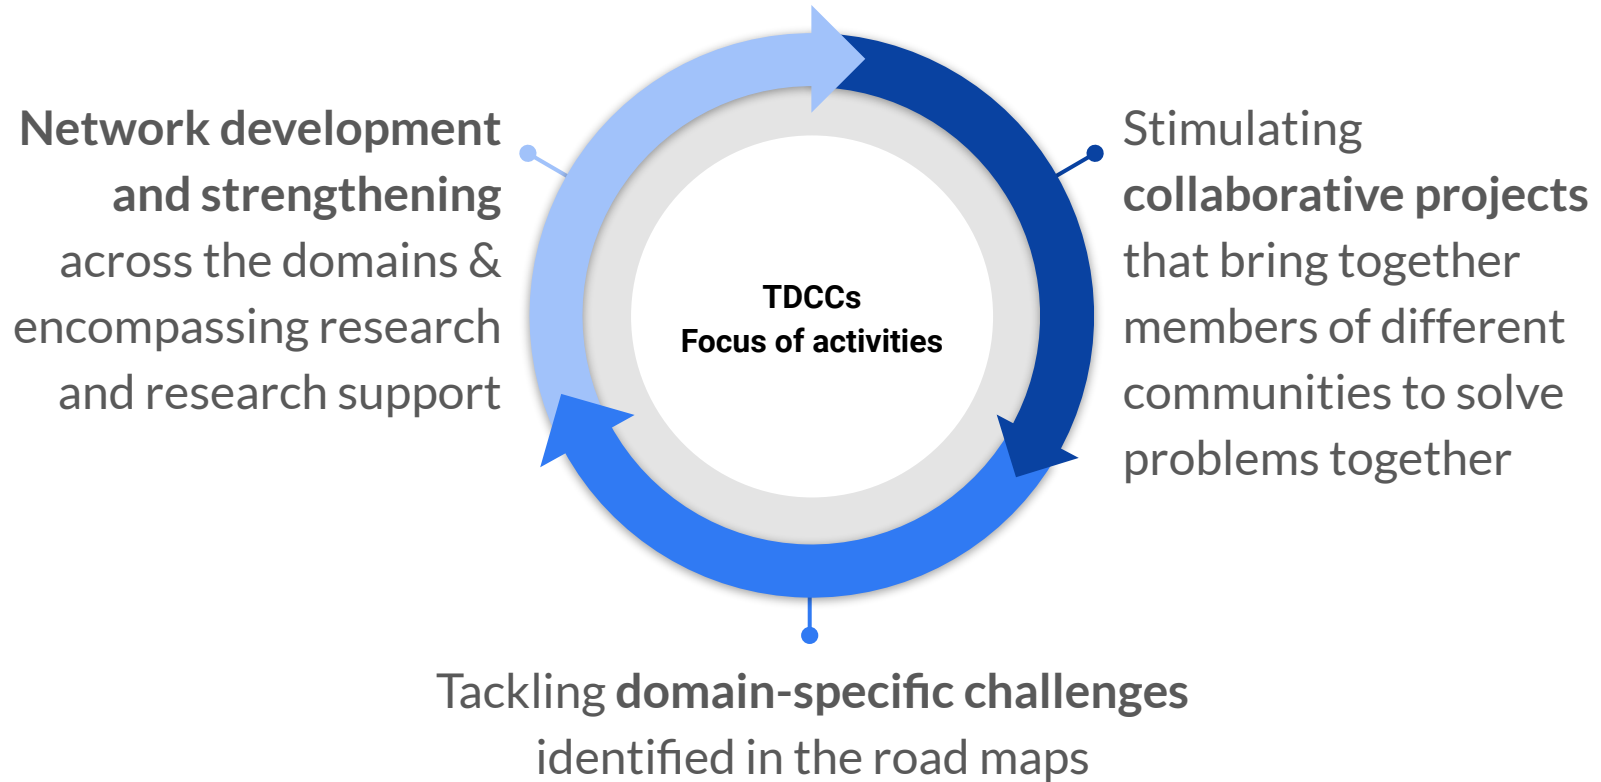 Network development
and strengthening
across the domains &
encompassing research
and research support
TDCCs
Focus of activities
Stimulating
collaborative projects
that bring together
members of different
communities to solve
problems together
Tackling domain-specific challenges
identified in the road maps